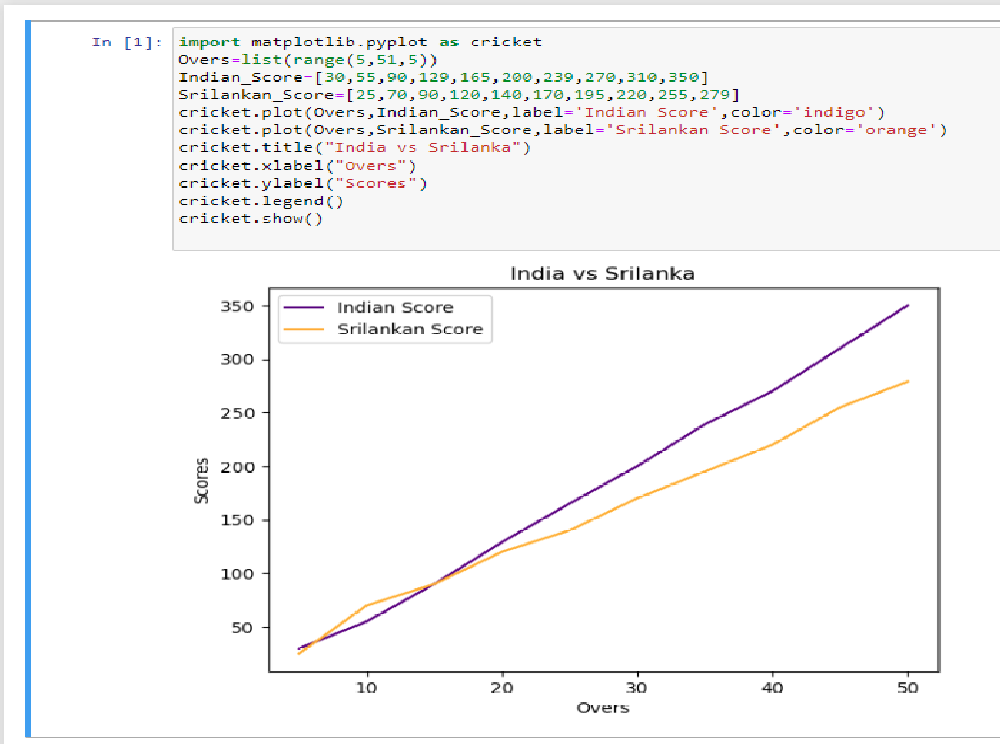 In [1]:
import matplotlib.pyplot as cricket
Overs=list(range(5,51,5))
Indian_Score=[30,55,90,129,165,200,239,270,310,350]
Srilankan_Score=[25,70,90,120,140,170,195,220,255,279]
cricket.plot(Overs,Indian_Score,label='Indian Score',color='indigo')
cricket.plot(Overs,Srilankan_Score,label='Srilankan Score',color='orange')
cricket.title("India vs Srilanka")
cricket.xlabel("Overs")
cricket.ylabel("Scores")
cricket.legend()
cricket.show()
India vs Srilanka
Indian Score
Srilankan Score
350
300
250
200
150
100
50
Scores
10 20 30 40 50
Overs